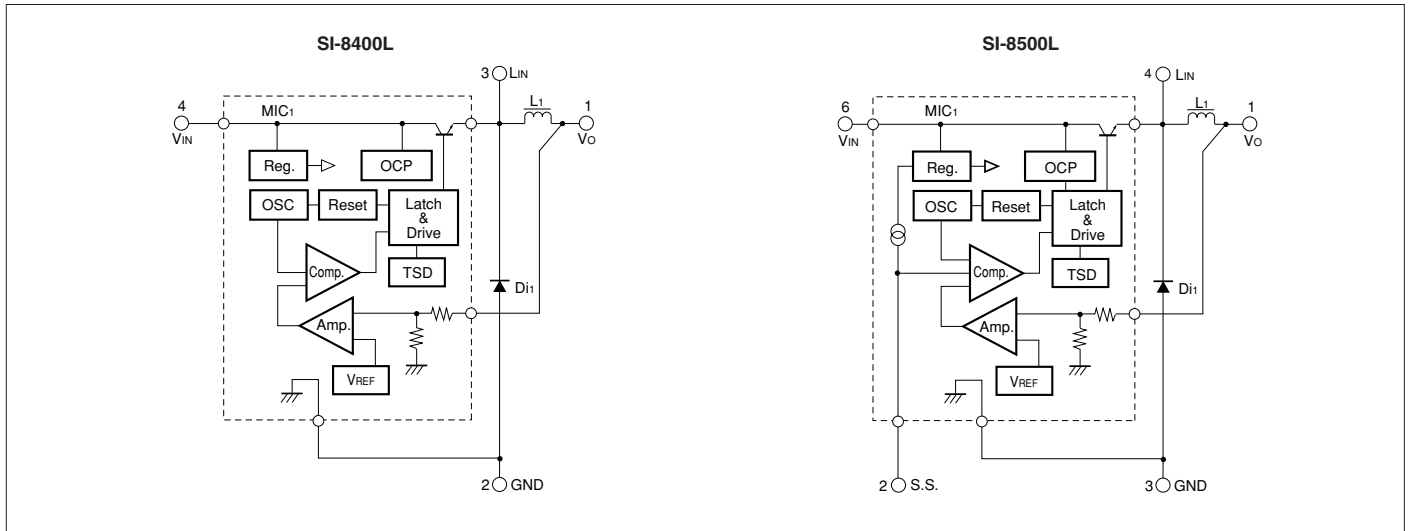 SI-8400L
3 LIN
4
VIN
MIC1
L1
1
VO
Reg.
OCP
OSC
Reset
Latch
&
Drive
Comp.
TSD
Di1
Amp.
VREF
2 GND
SI-8500L
4 LIN
6
VIN
MIC1
L1
1
VO
Reg.
OCP
OSC
Reset
Latch
&
Drive
Comp.
TSD
Di1
Amp.
VREF
2 S.S.
3 GND